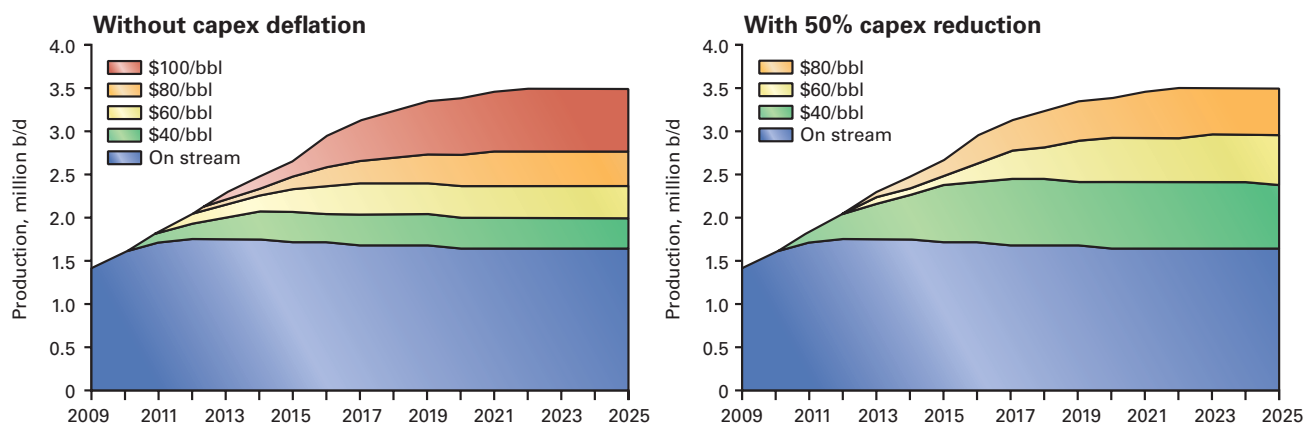 Without capex deflation
Production, million b/d
4.0
3.5
3.0
2.5
2.0
1.5
1.0
0.5
0
$100/bbl
$80/bbl
$60/bbl
$40/bbl
On stream
2009 2011 2013 2015 2017 2019 2021 2023 2025
With 50% capex reduction
Production, million b/d
4.0
3.5
3.0
2.5
2.0
1.5
1.0
0.5
0
$80/bbl
$60/bbl
$40/bbl
On stream
2009 2011 2013 2015 2017 2019 2021 2023 2025